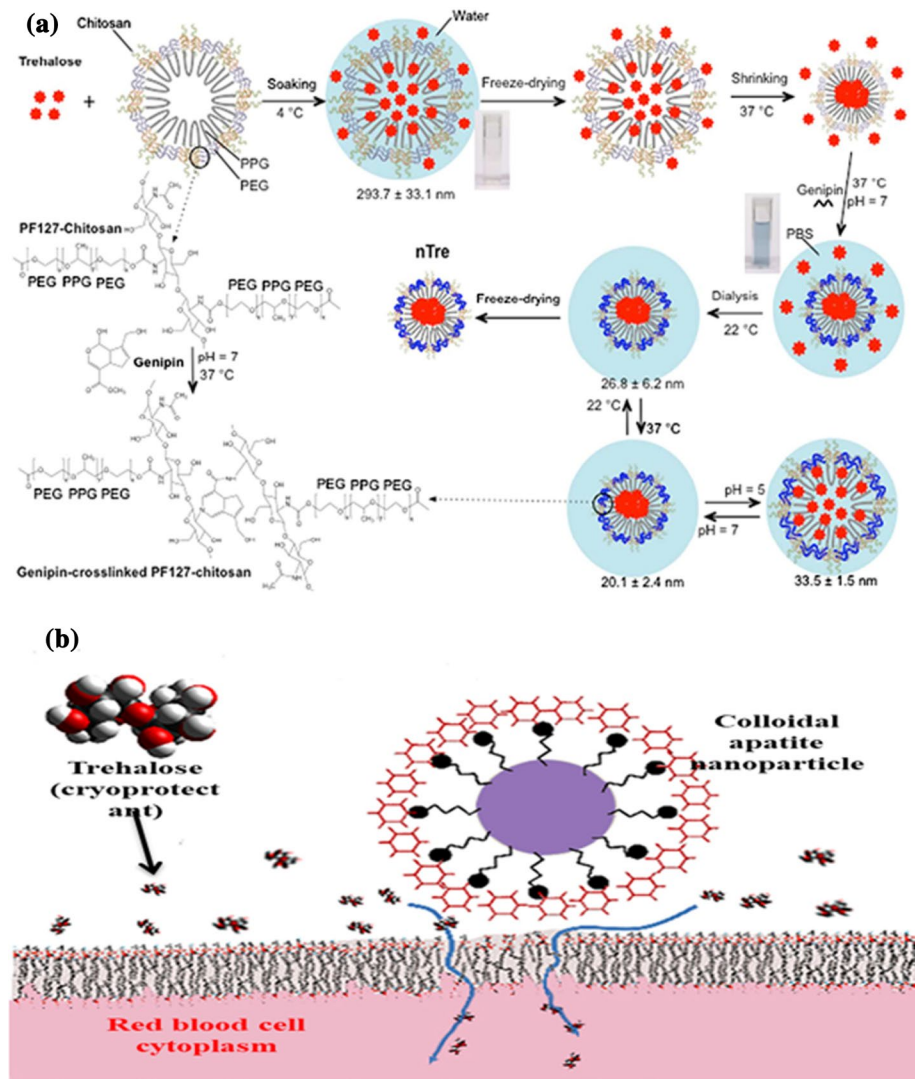 (a)
Chitosan
Trehalose
+
Soaking
4 °C
Water
Freeze-drying
Shrinking
37 °C
PPG
PEG
293.7 ± 33.1 nm
Genipin
37 °C
pH = 7
PBS
PF127-Chitosan
PEG PPG PEG
PEG PPG PEG
nTre
Freeze-drying
Dialysis
22 °C
Genipin
pH = 7
37 °C
26.8 ± 6.2 nm
22 °C
37 °C
PEG PPG PEG
PEG PPG PEG
pH = 5
pH = 7
Genipin-crosslinked PF127-chitosan
20.1 ± 2.4 nm
33.5 ± 1.5 nm
(b)
Trehalose
(cryoprotect
ant)
Colloidal
apatite
nanoparticle
Red blood cell
cytoplasm